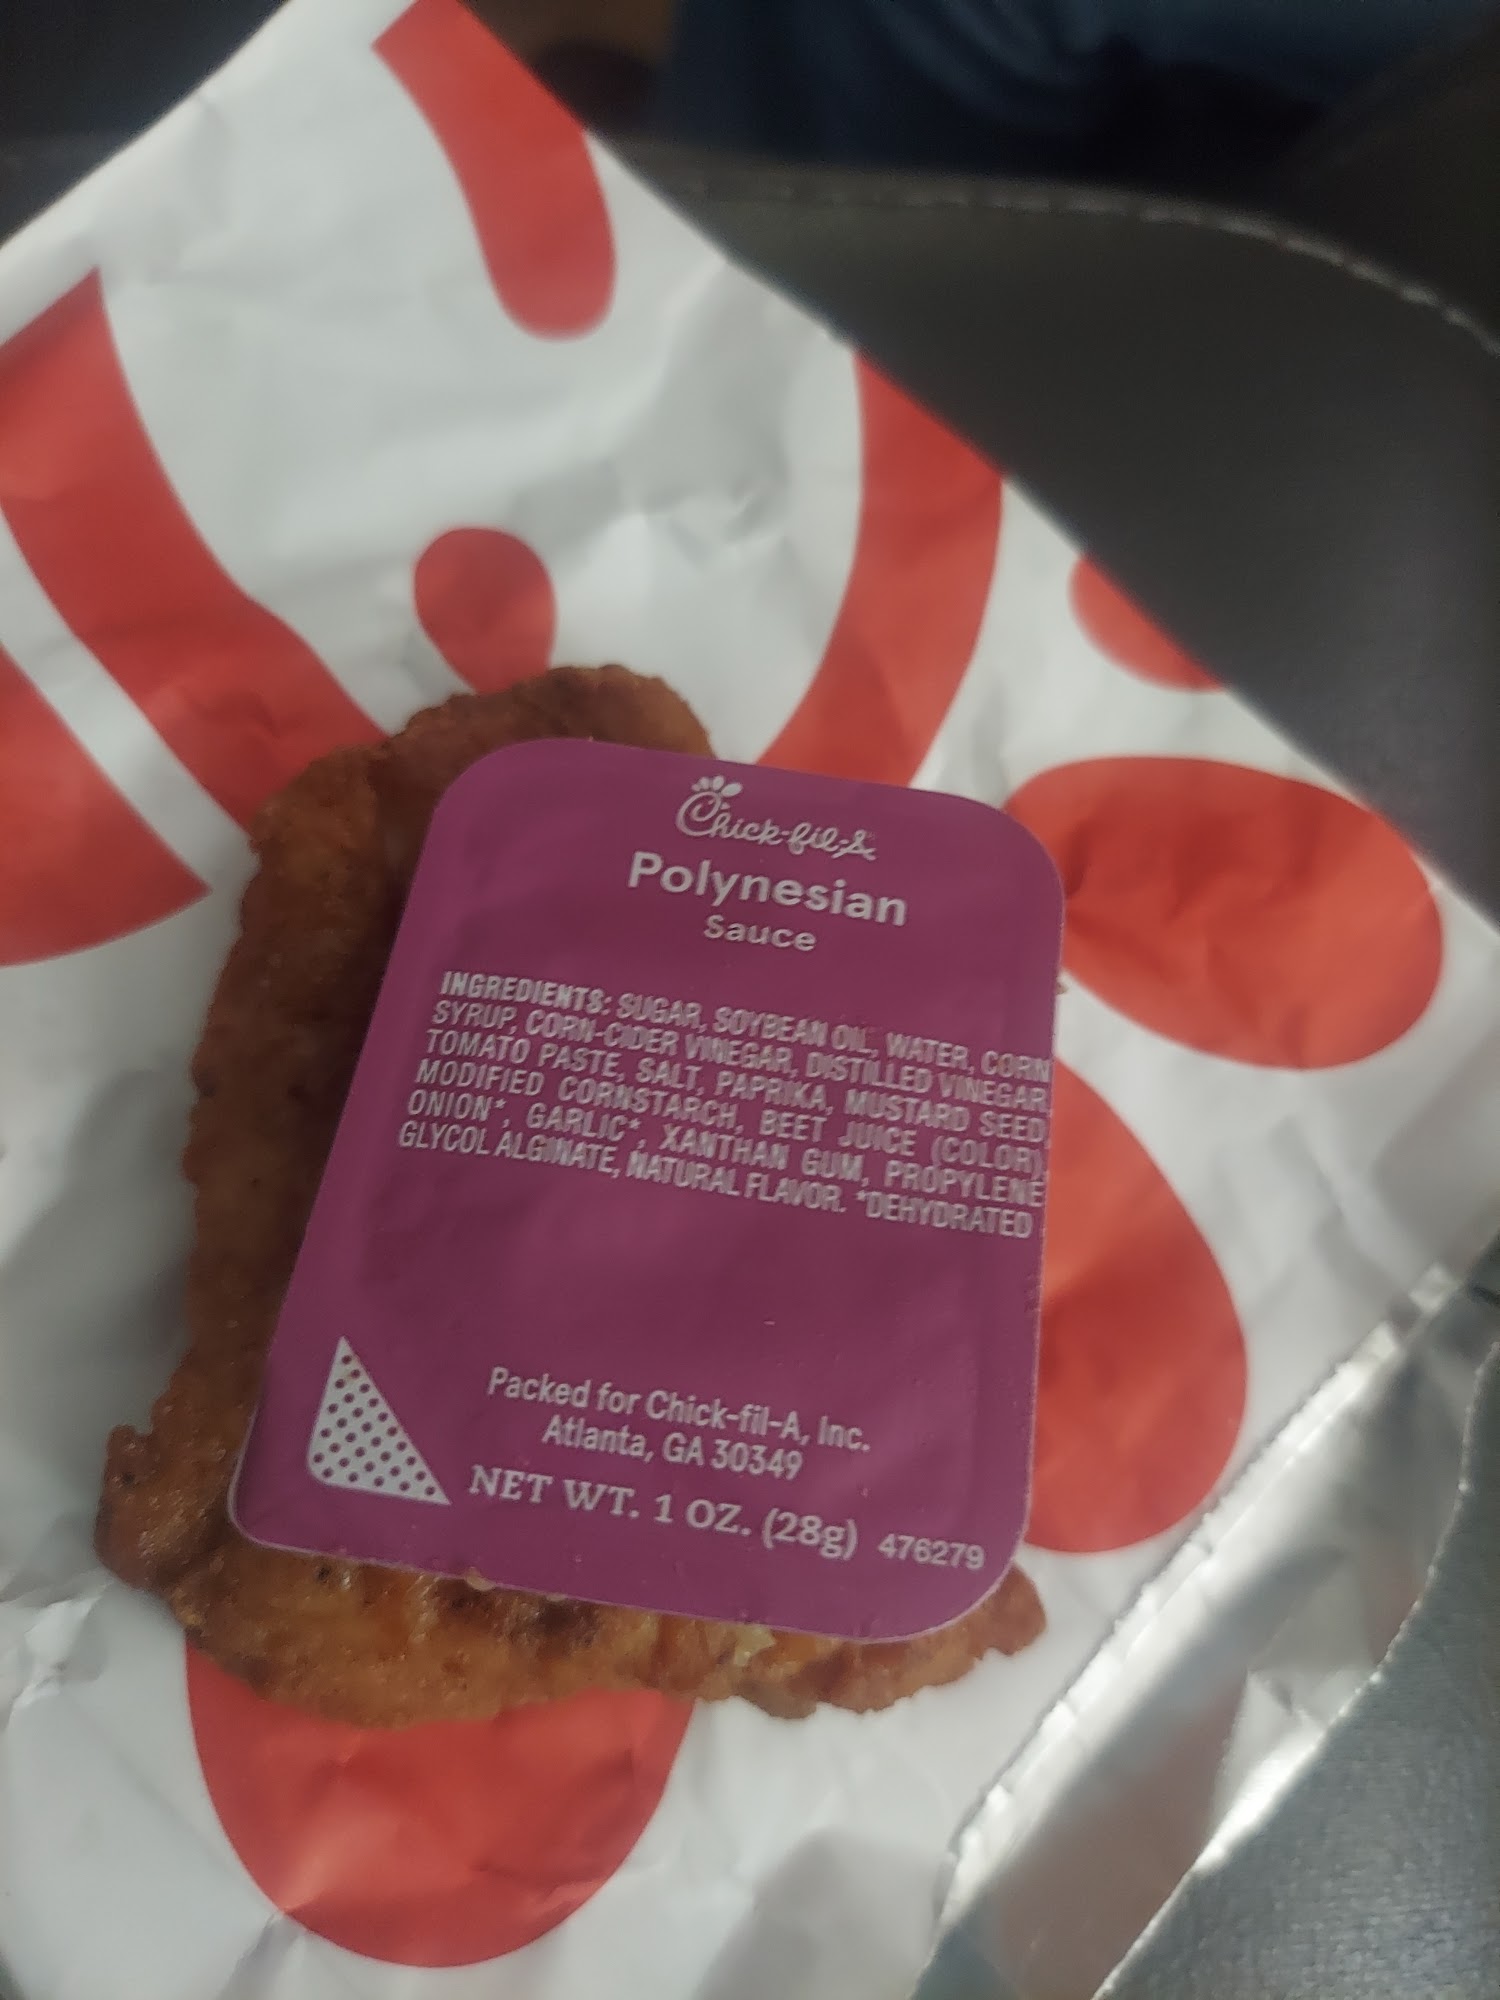 Chick-fil-A
Polynesian
Sauce
INGREDIENTS: SUGAR, SOYBEAN OIL, WATER, CORN
SYRUP, CORN-CIDER VINEGAR, DISTILLED VINEGAR,
TOMATO PASTE, SALT, PAPRIKA, MUSTARD SEED,
MODIFIED CORNSTARCH, BEET JUICE (COLOR),
ONION*, GARLIC*, XANTHAN GUM, PROPYLENE
GLYCOL ALGINATE, NATURAL FLAVOR. *DEHYDRATED
Packed for Chick-fil-A, Inc.
Atlanta, GA 30349
NET WT. 1 OZ. (28g) 476279